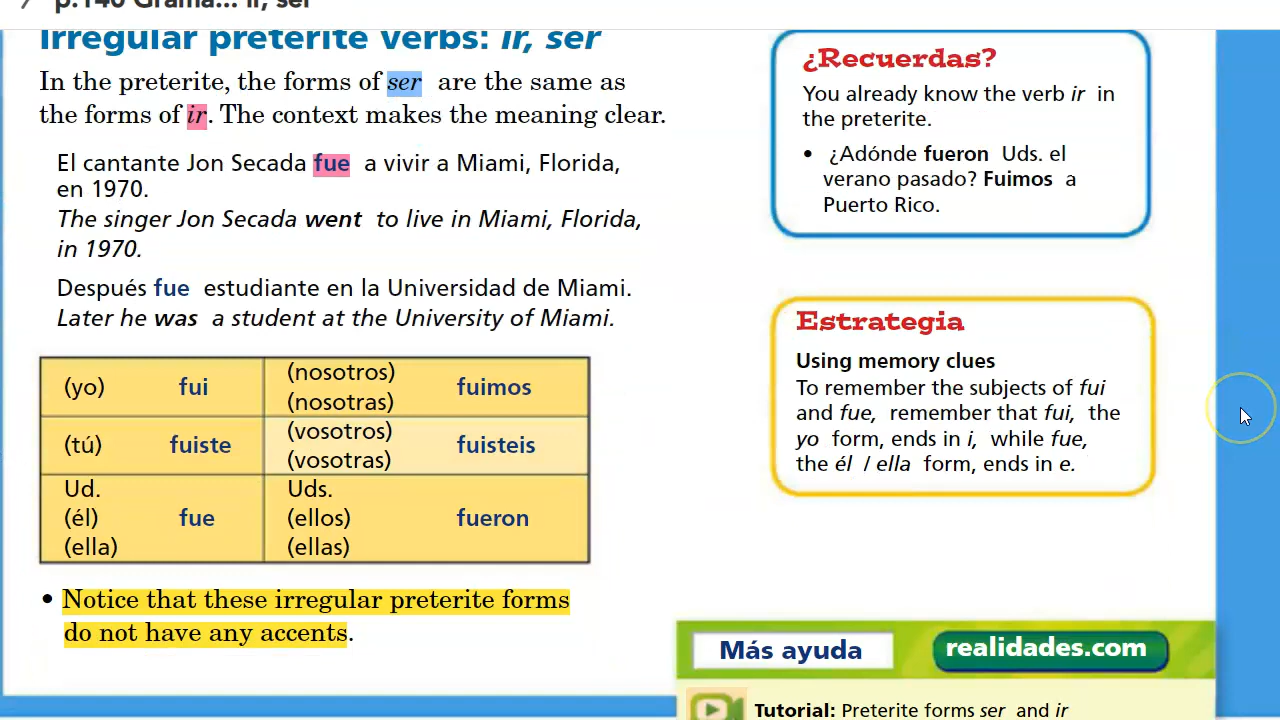 p.140 Grama... ir, ser
Irregular preterite verbs: ir, ser
In the preterite, the forms of ser are the same as
the forms of ir. The context makes the meaning clear.
El cantante Jon Secada fue a vivir a Miami, Florida,
en 1970.
The singer Jon Secada went to live in Miami, Florida,
in 1970.
Después fue estudiante en la Universidad de Miami.
Later he was a student at the University of Miami.
(yo) fui
(nosotros)
(nosotras) fuimos
(tú) fuiste
(vosotros)
(vosotras) fuisteis
Ud.
(él) fue
(ella)
Uds.
(ellos) fueron
(ellas)
• Notice that these irregular preterite forms
do not have any accents.
¿Recuerdas?
You already know the verb ir in
the preterite.
• ¿Adónde fueron Uds. el
verano pasado? Fuimos a
Puerto Rico.
Estrategia
Using memory clues
To remember the subjects of fui
and fue, remember that fui, the
yo form, ends in i, while fue,
the él / ella form, ends in e.
Más ayuda realidades.com
Tutorial: Preterite forms ser and ir